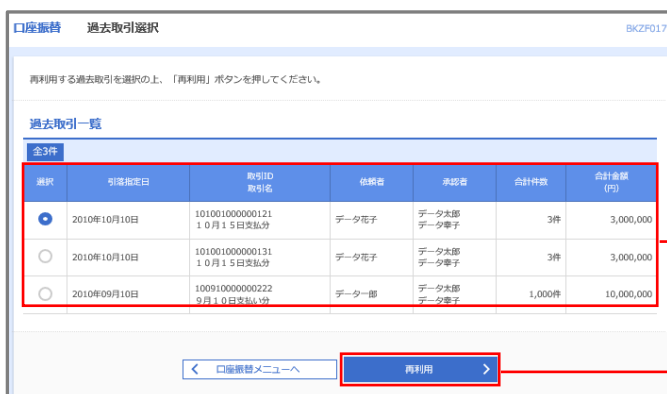 口座振替 過去取引選択 BKZF017
再利用する過去取引を選択の上、「再利用」ボタンを押してください。
過去取引一覧
全3件
選択 引落指定日 取引ID 取引名 依頼者 承認者 合計件数 合計金額 (円)
2010年10月10日 101001000000121 データ花子 データ太郎 3件 3,000,000
10月15日支払分 データ幸子
2010年10月10日 101001000000131 データ花子 データ太郎 3件 3,000,000
10月15日支払分 データ幸子
2010年09月10日 100910000000222 データ一郎 データ太郎 1,000件 10,000,000
9月10日支払い分 データ幸子
口座振替メニューへ 再利用